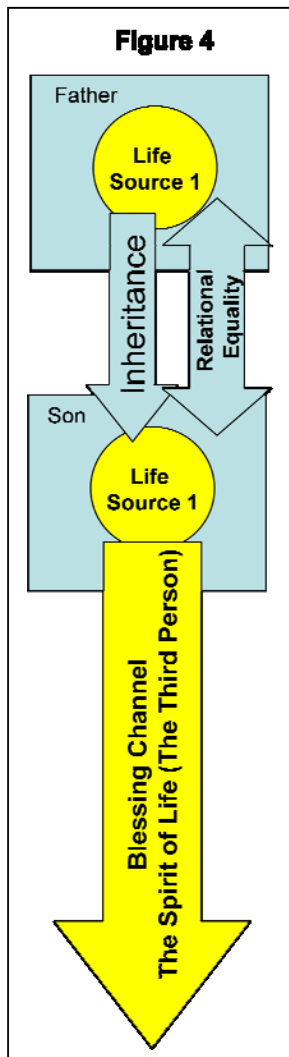 Figure 4
Father
Life
Source 1
Inheritance
Relational
Equality
Son
Life
Source 1
Blessing Channel
The Spirit of Life (The Third Person)